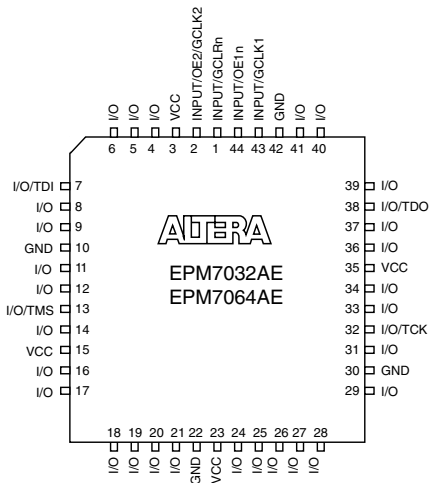 I/O I/O I/O VCC INPUT/OE2/GCLK2 INPUT/GCLRn INPUT/OE1n INPUT/GCLK1 GND I/O I/O
6 5 4 3 2 1 44 43 42 41 40
I/O/TDI 7
I/O 8
I/O 9
GND 10
I/O 11
I/O 12
I/O/TMS 13
I/O 14
VCC 15
I/O 16
I/O 17
ALTERA
EPM7032AE
EPM7064AE
39 I/O
38 I/O/TDO
37 I/O
36 I/O
35 VCC
34 I/O
33 I/O
32 I/O/TCK
31 I/O
30 GND
29 I/O
18 19 20 21 22 23 24 25 26 27 28
I/O I/O I/O I/O GND VCC I/O I/O I/O I/O I/O